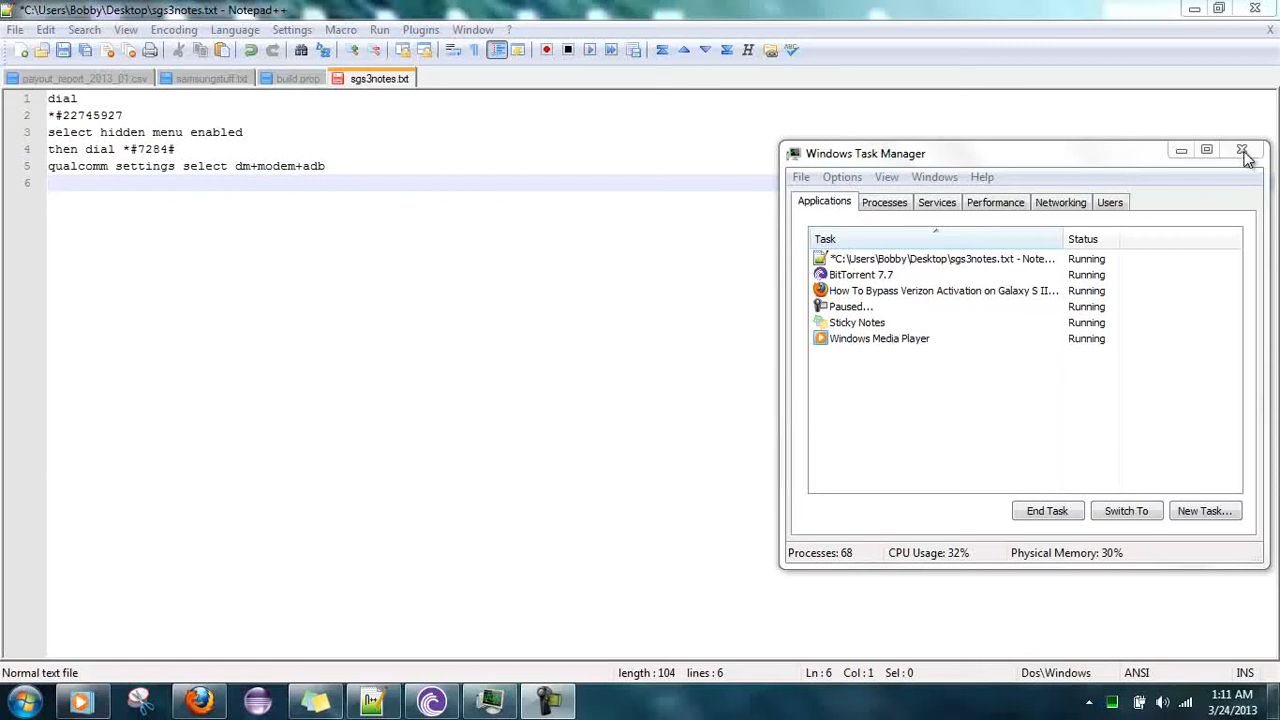 *C:\Users\Bobby\Desktop\sgs3notes.txt - Notepad++
File Edit Search View Encoding Language Settings Macro Run Plugins Window ? X
payout_report_2013_01.csv samsungstuff.txt build.prop sgs3notes.txt
1 dial
2 *#22745927
3 select hidden menu enabled
4 then dial *#7284#
5 qualcomm settings select dm+modem+adb
6
Windows Task Manager
File Options View Windows Help
Applications Processes Services Performance Networking Users
Task Status
*C:\Users\Bobby\Desktop\sgs3notes.txt - Note... Running
BitTorrent 7.7 Running
How To Bypass Verizon Activation on Galaxy S II... Running
Paused... Running
Sticky Notes Running
Windows Media Player Running
End Task Switch To New Task...
Processes: 68 CPU Usage: 32% Physical Memory: 30%
Normal text file length : 104 lines : 6 Ln : 6 Col : 1 Sel : 0 Dos\Windows ANSI INS
1:11 AM
3/24/2013